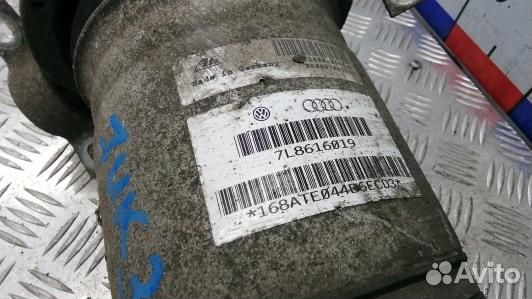 Made in Germany
7L8616019
*168ATE044B6ECD3*
Avito